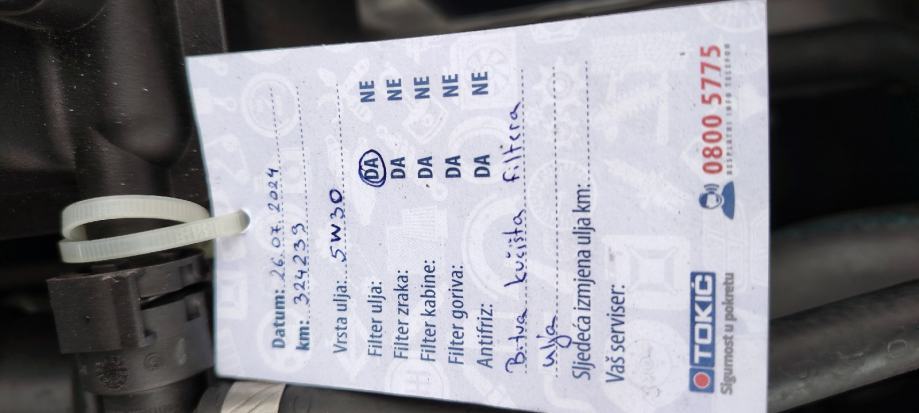 Datum: 26.07.2024
km: 324239
Vrsta ulja: 5W30
Filter ulja: DA NE
Filter zraka: DA NE
Filter kabine: DA NE
Filter goriva: DA NE
Antifriz: DA NE
Bitva kućišta filtera
ulja
Sljedeća izmjena ulja km:
Vaš serviser:
TOKIĆ
Sigurnost u pokretu
0800 5775
BESPLATNI INFO TELEFON